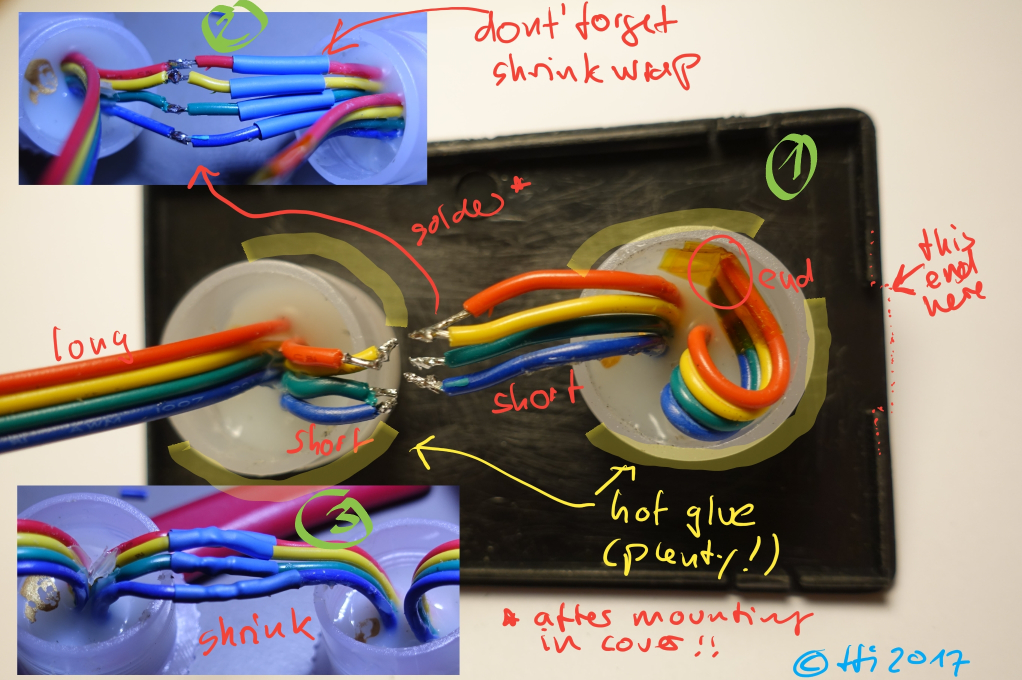 2
dont' forget
shrink wrap
1
solder *
end
this
end
here
long
short
short
hot glue
(plenty!)
3
shrink
* after mounting
in cover!!
© Hi 2017